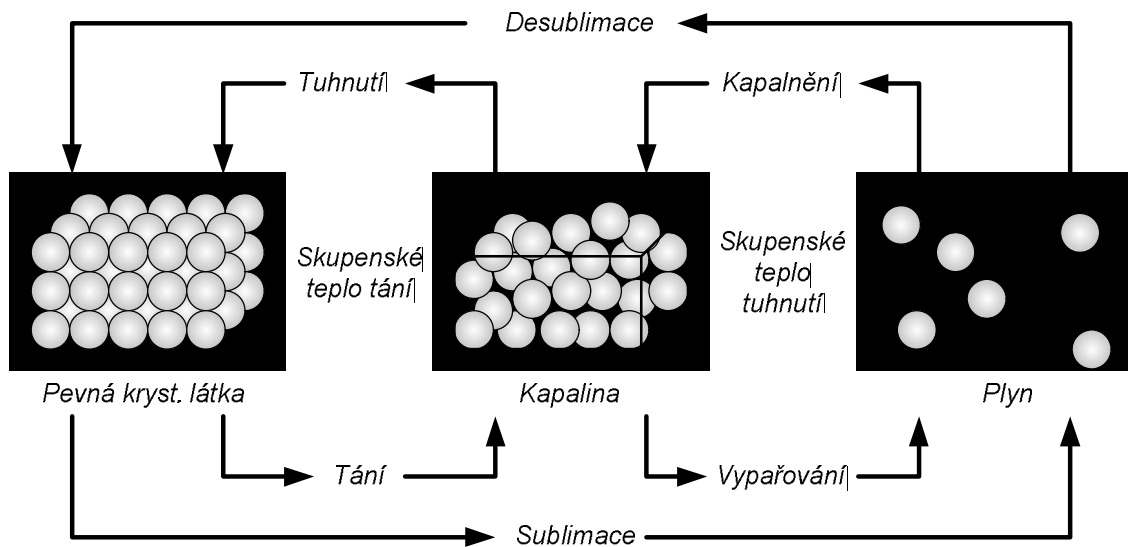 Desublimace
Tuhnutí
Kapalnění
Skupenské
teplo tání
Skupenské
teplo
tuhnutí
Pevná kryst. látka
Kapalina
Plyn
Tání
Vypařování
Sublimace